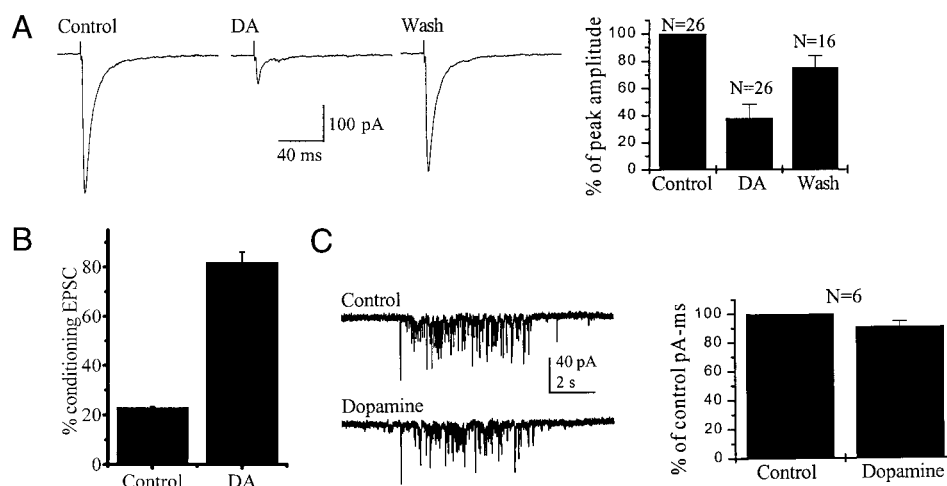 A
Control
DA
Wash
100 pA
40 ms
% of peak amplitude
100
80
60
40
20
0
N=26
N=26
N=16
Control
DA
Wash
B
% conditioning EPSC
80
60
40
20
0
Control
DA
C
Control
40 pA
2 s
Dopamine
% of control pA-ms
100
80
60
40
20
0
N=6
Control
Dopamine